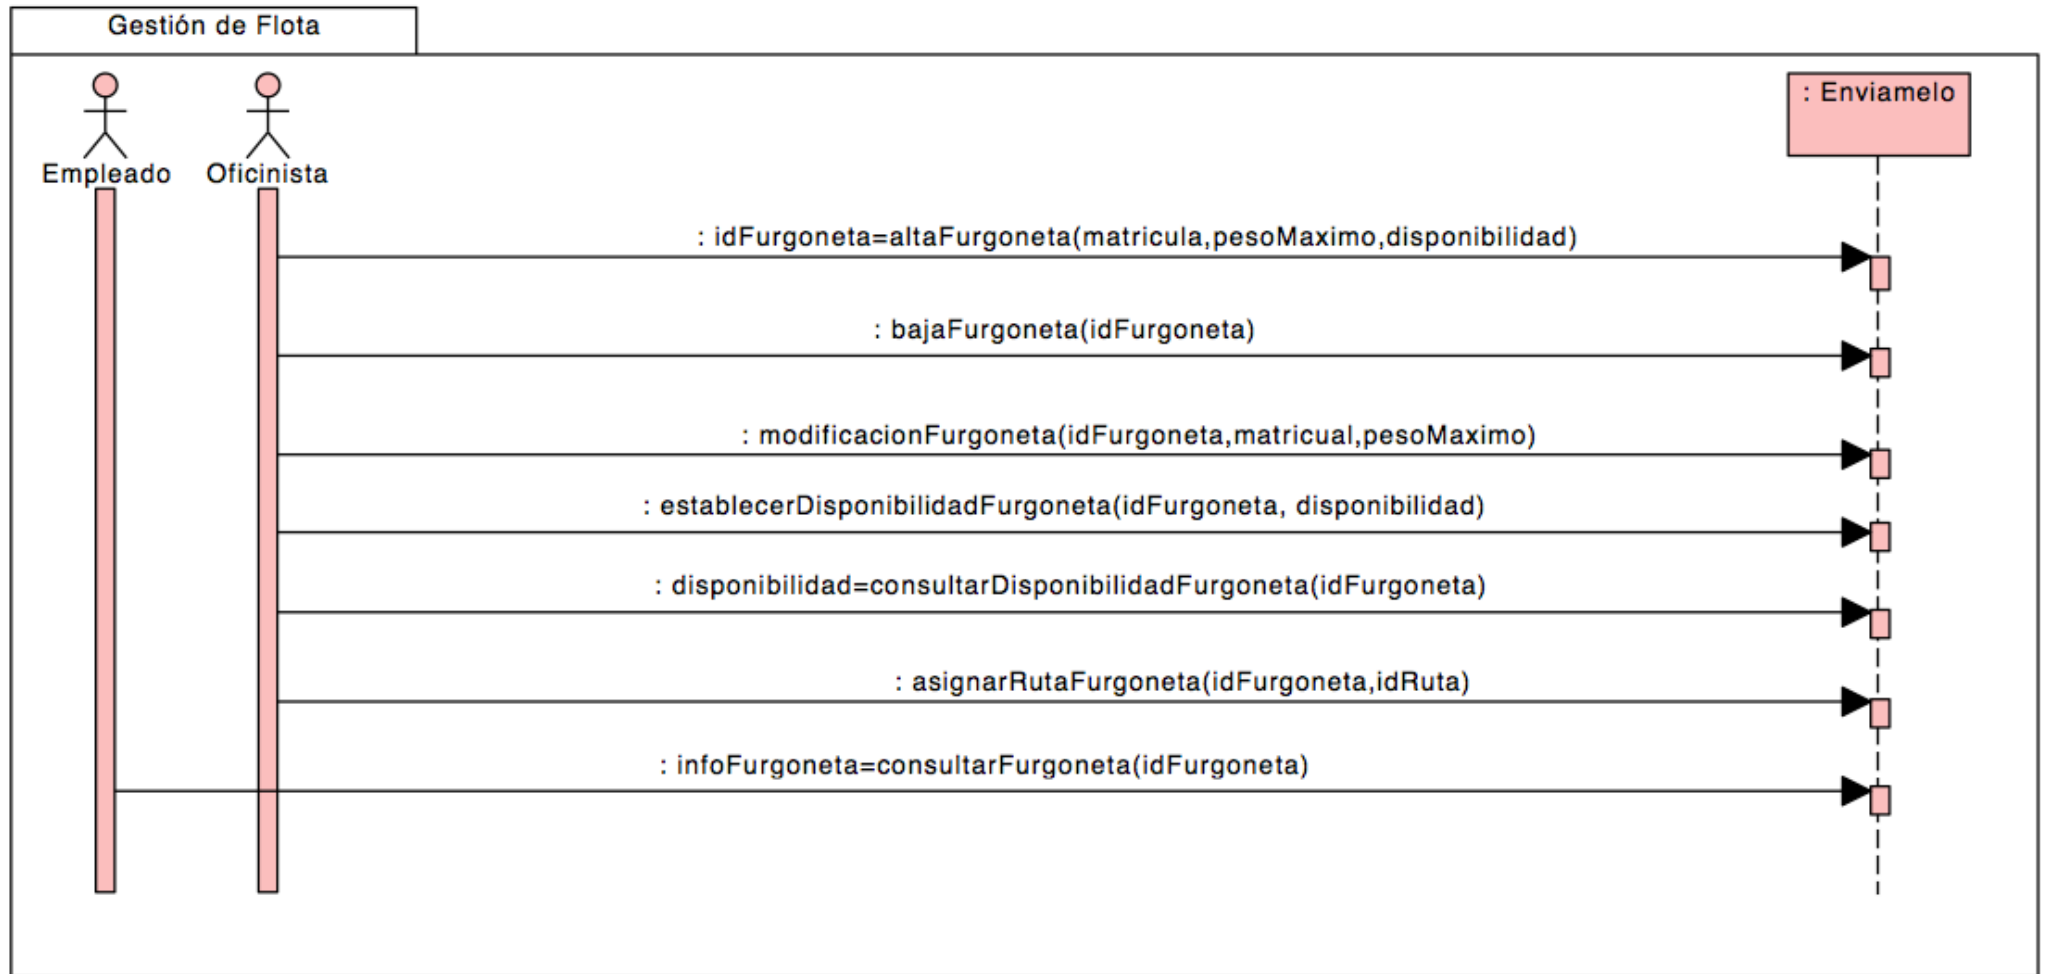 Gestión de Flota
: Enviamelo
Empleado
Oficinista
: idFurgoneta=altaFurgoneta(matricula,pesoMaximo,disponibilidad)
: bajaFurgoneta(idFurgoneta)
: modificacionFurgoneta(idFurgoneta,matricual,pesoMaximo)
: establecerDisponibilidadFurgoneta(idFurgoneta, disponibilidad)
: disponibilidad=consultarDisponibilidadFurgoneta(idFurgoneta)
: asignarRutaFurgoneta(idFurgoneta,idRuta)
: infoFurgoneta=consultarFurgoneta(idFurgoneta)